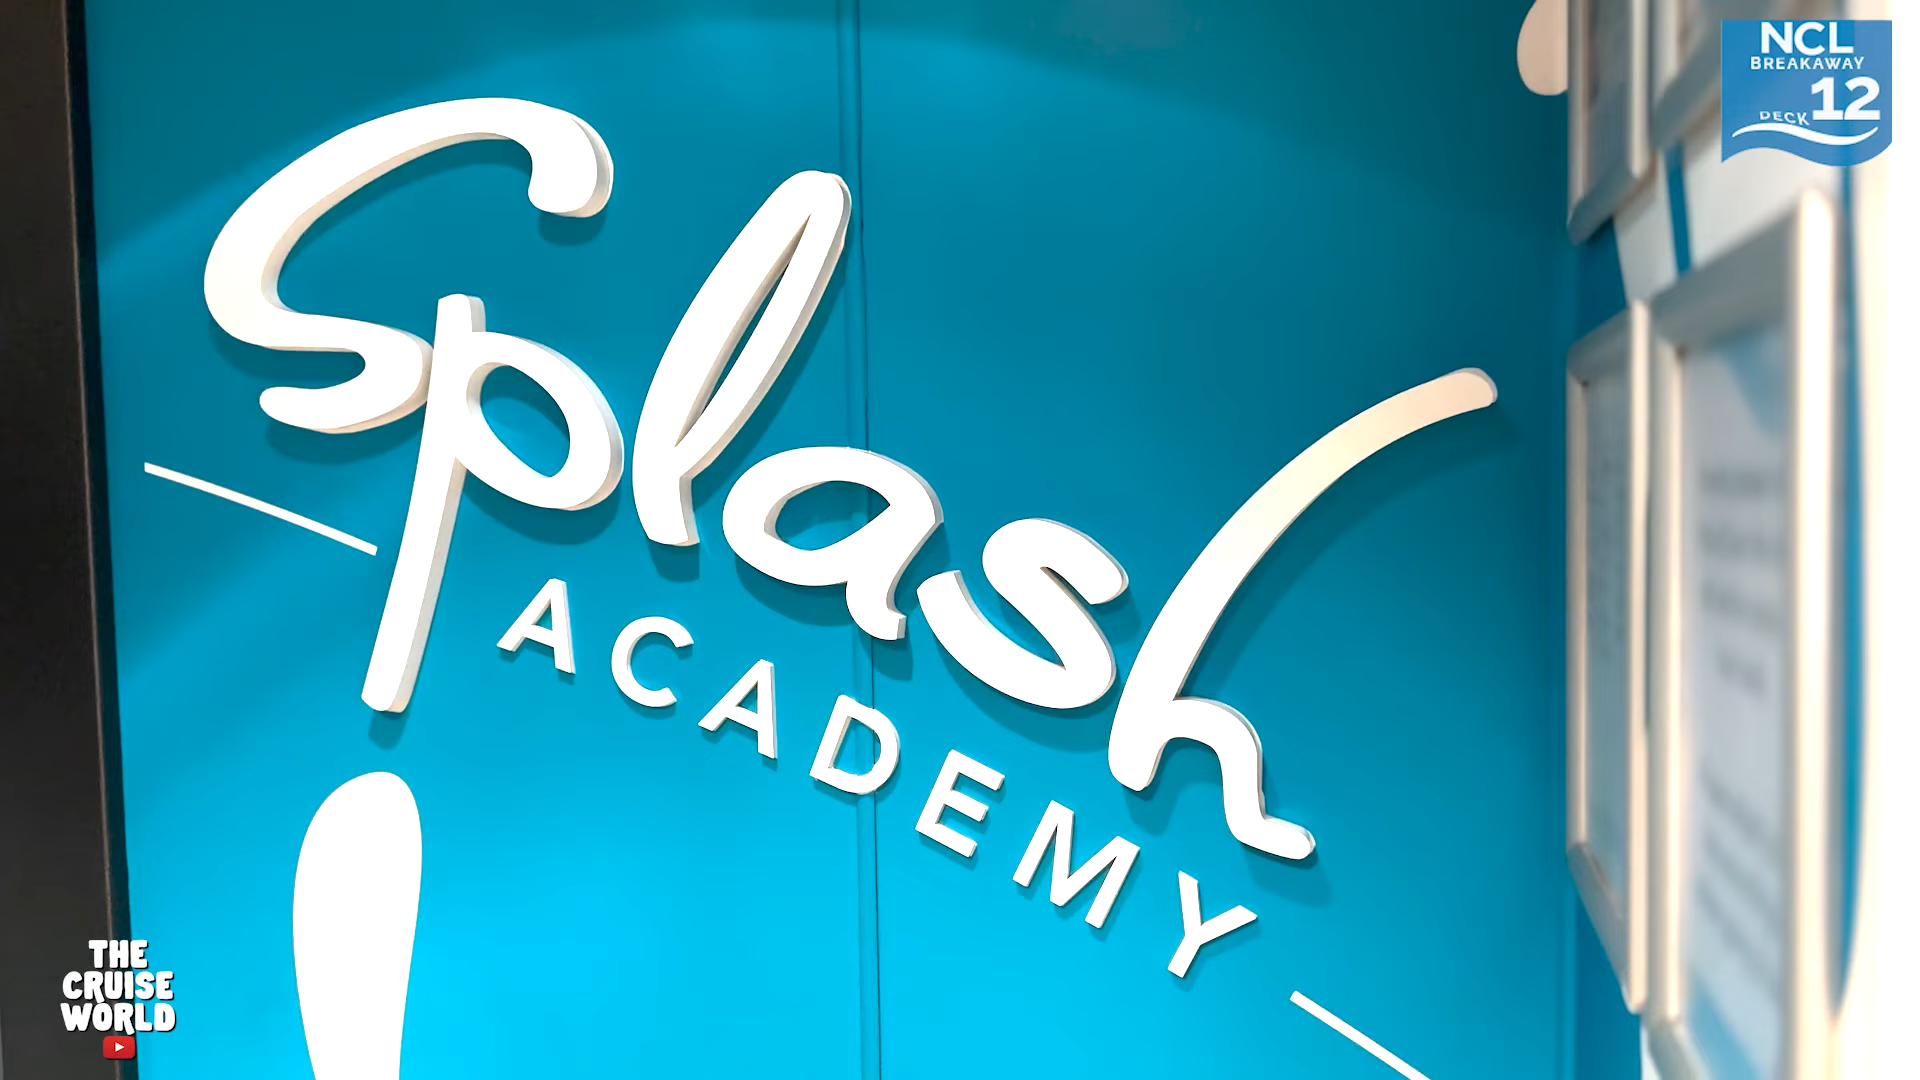 NCL
BREAKAWAY
DECK 12
Splash
ACADEMY
THE
CRUISE
WORLD